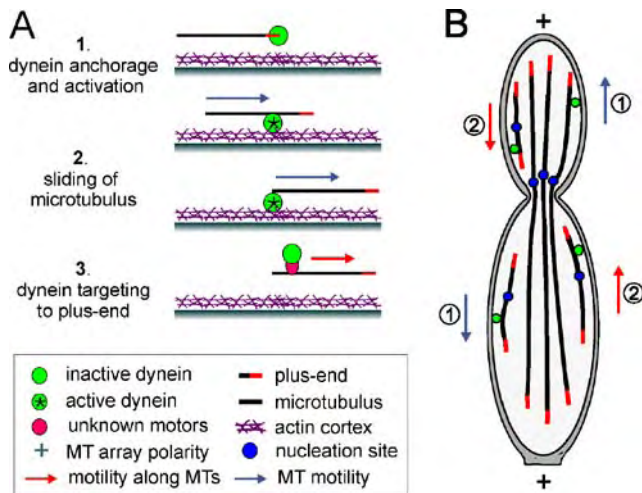 A
1.
dynein anchorage
and activation
2.
sliding of
microtubulus
3.
dynein targeting
to plus-end
inactive dynein
active dynein
unknown motors
+ MT array polarity
motility along MTs
plus-end
microtubulus
actin cortex
nucleation site
MT motility
B
+
①
②
①
②
+